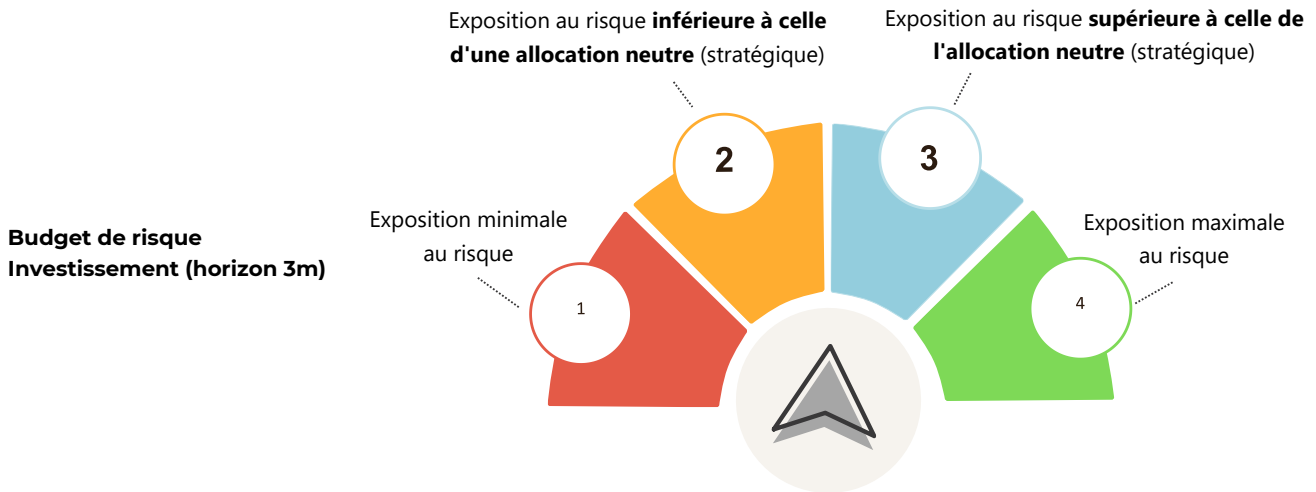 Exposition au risque inférieure à celle
d'une allocation neutre (stratégique)
Exposition au risque supérieure à celle de
l'allocation neutre (stratégique)
2
3
Exposition minimale
au risque
Exposition maximale
au risque
Budget de risque
Investissement (horizon 3m)
1
4